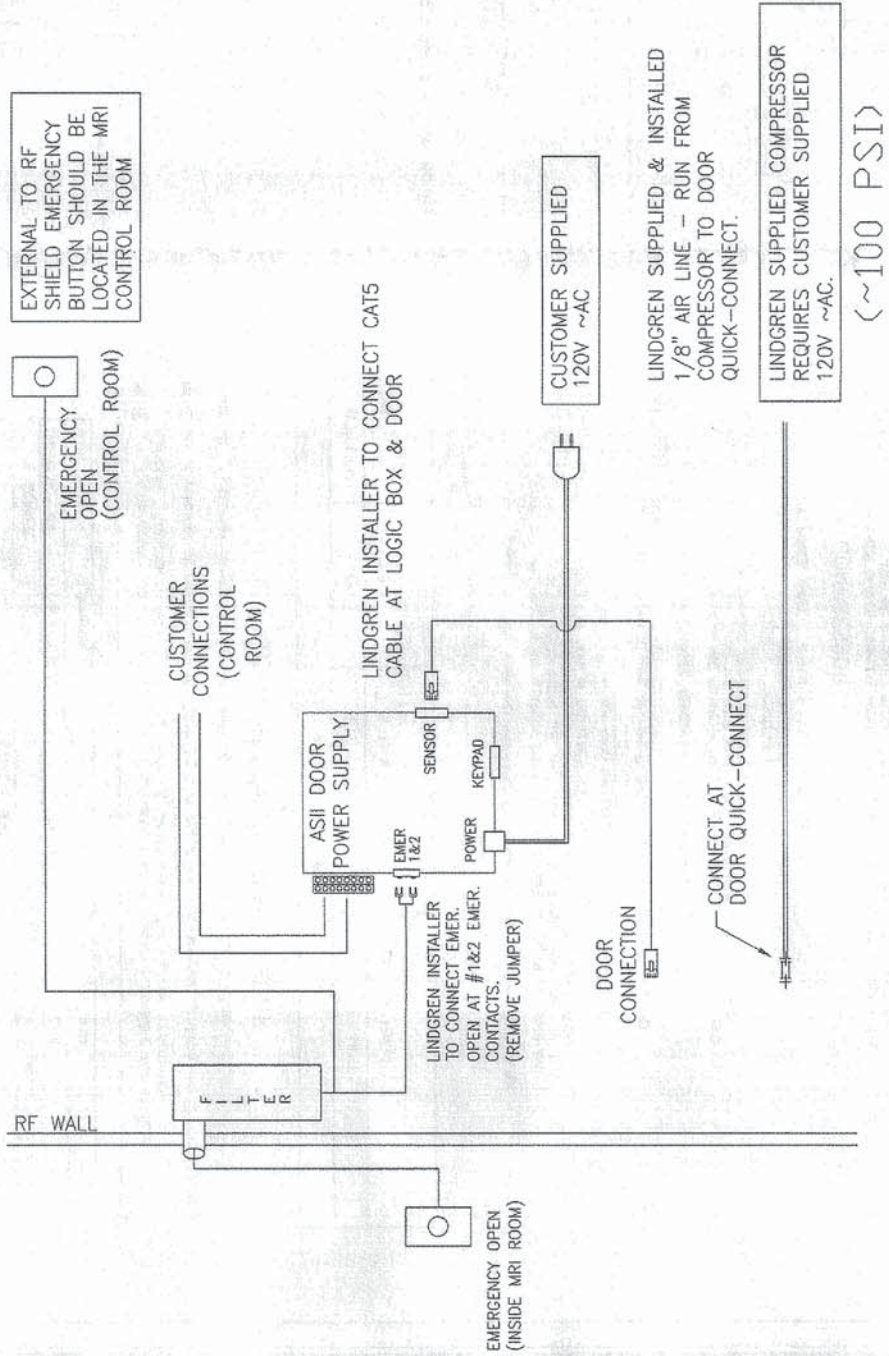 EXTERNAL TO RF
SHIELD EMERGENCY
BUTTON SHOULD BE
LOCATED IN THE MRI
CONTROL ROOM
EMERGENCY
OPEN
(CONTROL ROOM)
CUSTOMER
CONNECTIONS
(CONTROL
ROOM)
LINDGREN INSTALLER TO CONNECT CAT5
CABLE AT LOGIC BOX & DOOR
ASII DOOR
POWER SUPPLY
SENSOR
EMER
1&2
KEYPAD
POWER
LINDGREN INSTALLER
TO CONNECT EMER.
OPEN AT #1&2 EMER.
CONTACTS.
(REMOVE JUMPER)
RF WALL
FILTER
EMERGENCY OPEN
(INSIDE MRI ROOM)
CUSTOMER SUPPLIED
120V ~AC
DOOR
CONNECTION
LINDGREN SUPPLIED & INSTALLED
1/8" AIR LINE - RUN FROM
COMPRESSOR TO DOOR
QUICK-CONNECT.
CONNECT AT
DOOR QUICK-CONNECT
LINDGREN SUPPLIED COMPRESSOR
REQUIRES CUSTOMER SUPPLIED
120V ~AC.
(~100 PSI)